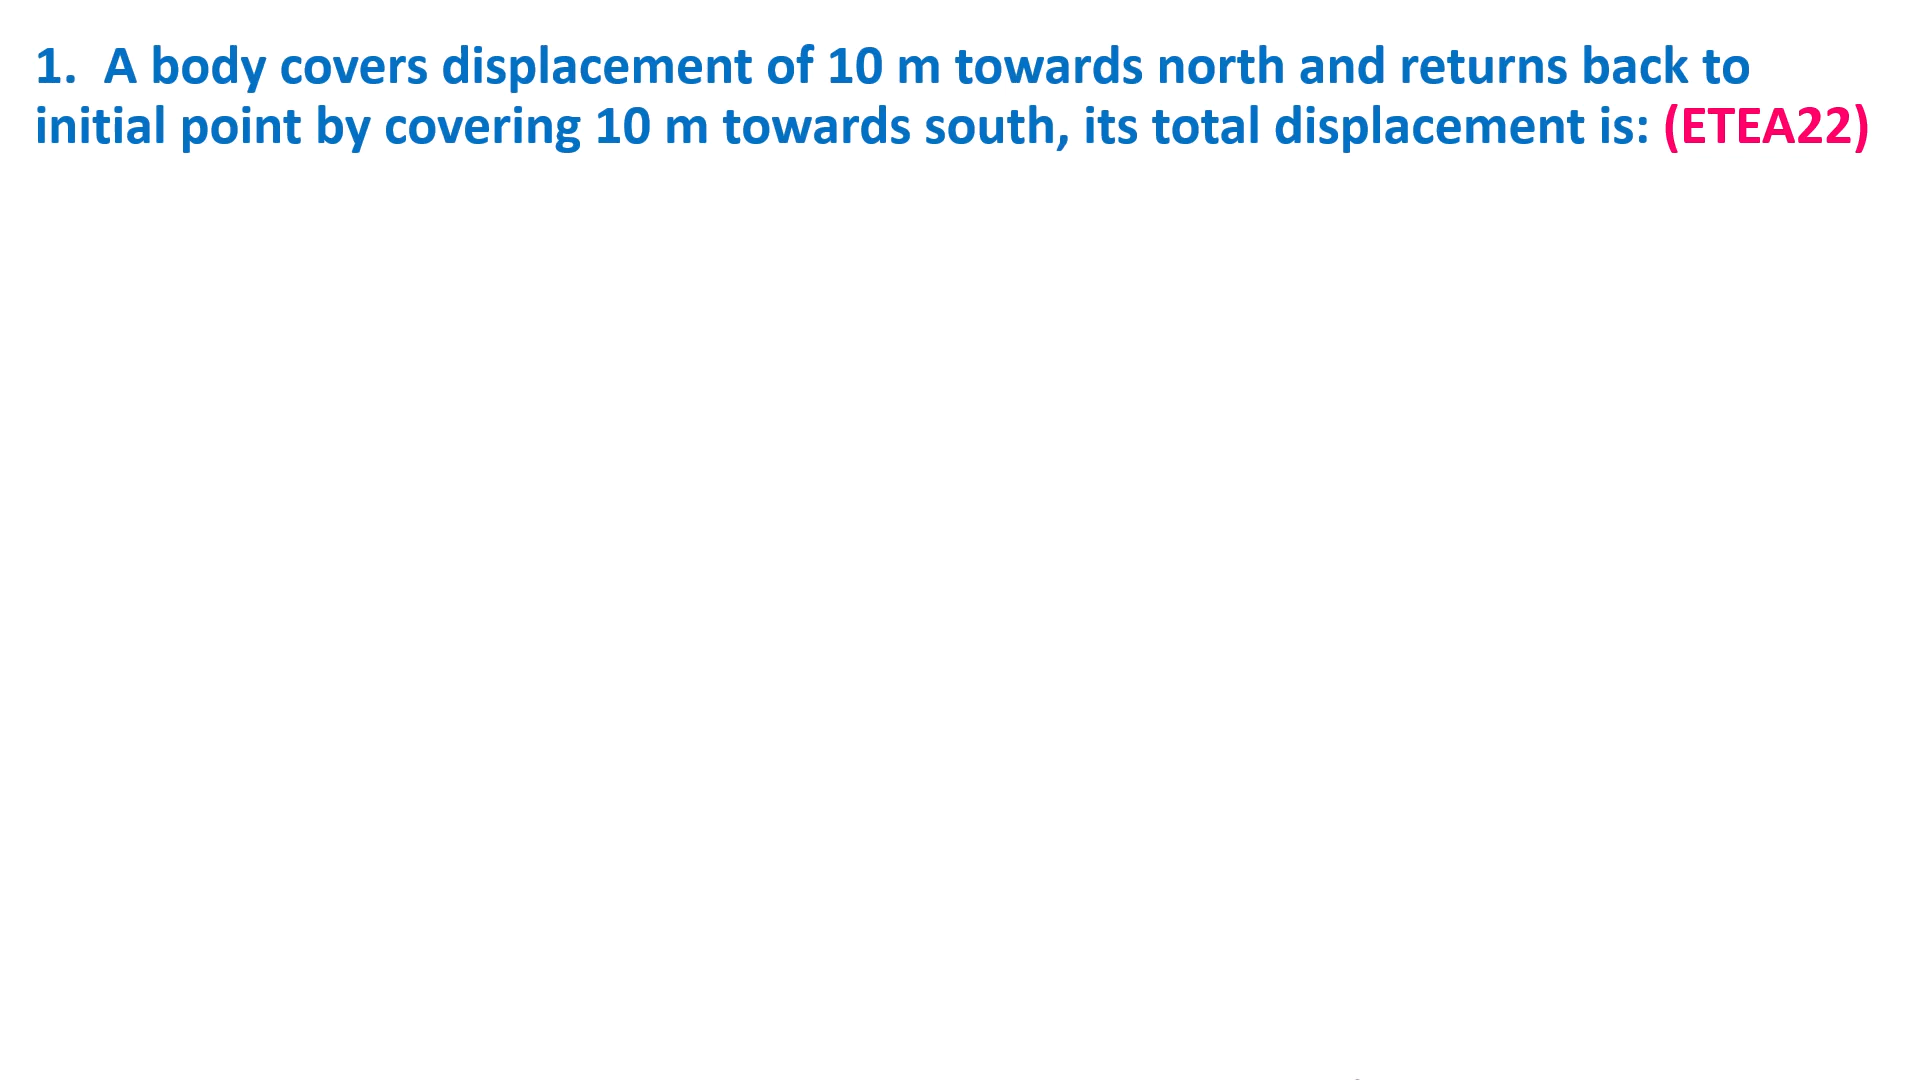 1.  A body covers displacement of 10 m towards north and returns back to
initial point by covering 10 m towards south, its total displacement is: (ETEA22)